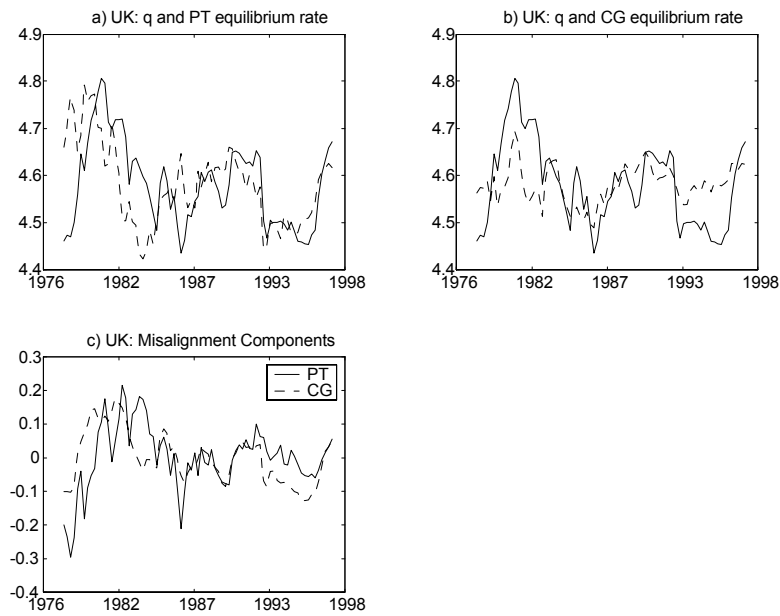 a) UK: q and PT equilibrium rate
4.9
4.8
4.7
4.6
4.5
4.4
1976 1982 1987 1993 1998
b) UK: q and CG equilibrium rate
4.9
4.8
4.7
4.6
4.5
4.4
1976 1982 1987 1993 1998
c) UK: Misalignment Components
0.3
0.2
0.1
0
-0.1
-0.2
-0.3
-0.4
1976 1982 1987 1993 1998
PT
CG